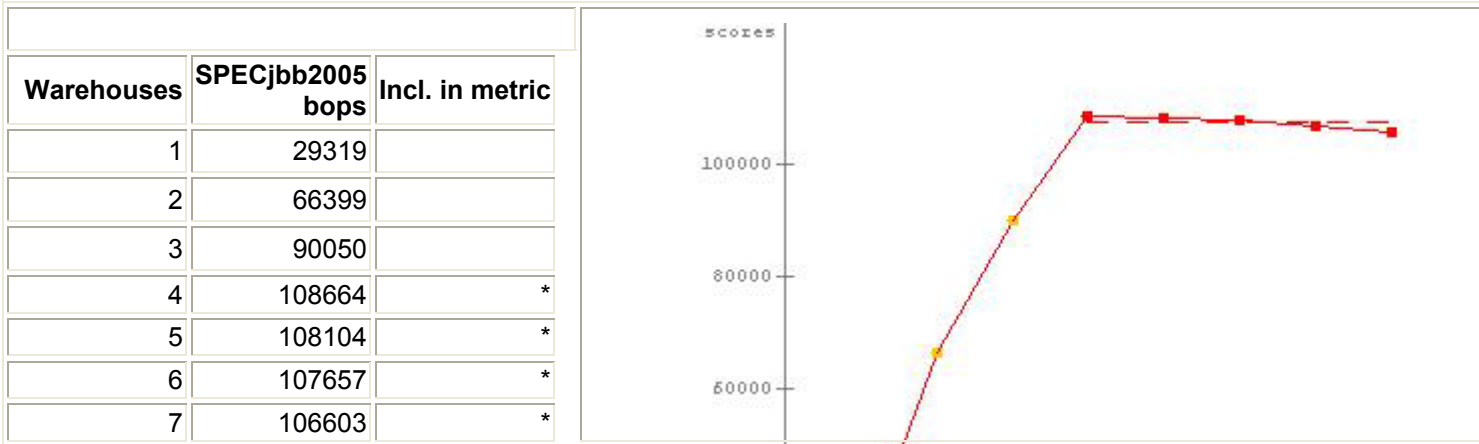 Warehouses SPECjbb2005 bops Incl. in metric
1 29319
2 66399
3 90050
4 108664 *
5 108104 *
6 107657 *
7 106603 *
scores
100000
80000
60000